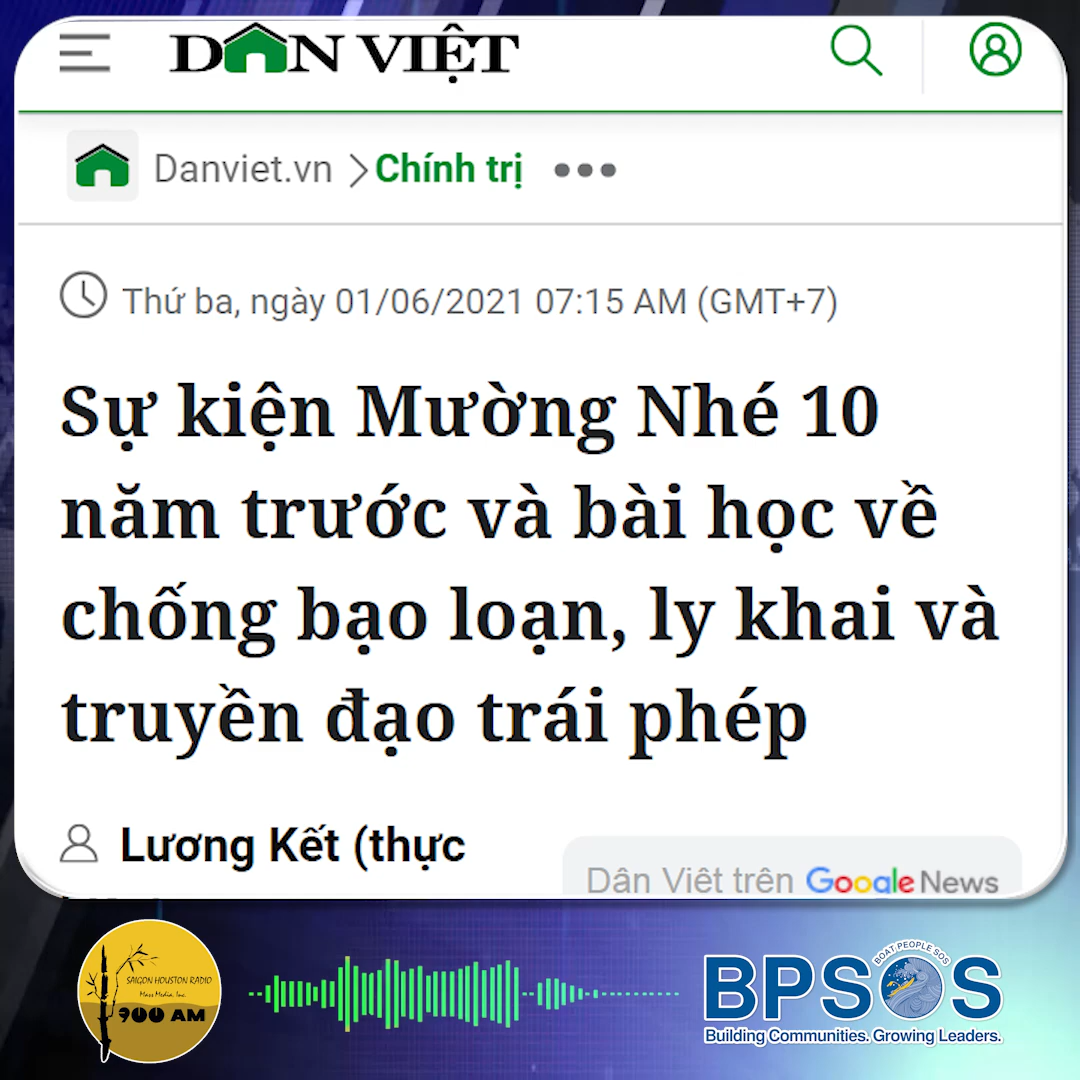 DÂN VIỆT
Danviet.vn
Chính trị
Thứ ba, ngày 01/06/2021 07:15 AM (GMT+7)
Sự kiện Mường Nhé 10
năm trước và bài học về
chống bạo loạn, ly khai và
truyền đạo trái phép
Lương Kết (thực
Dân Việt trên Google News
SAIGON HOUSTON RADIO
Mass Media, Inc.
900 AM
BOAT PEOPLE SOS
BPSOS
Building Communities. Growing Leaders.